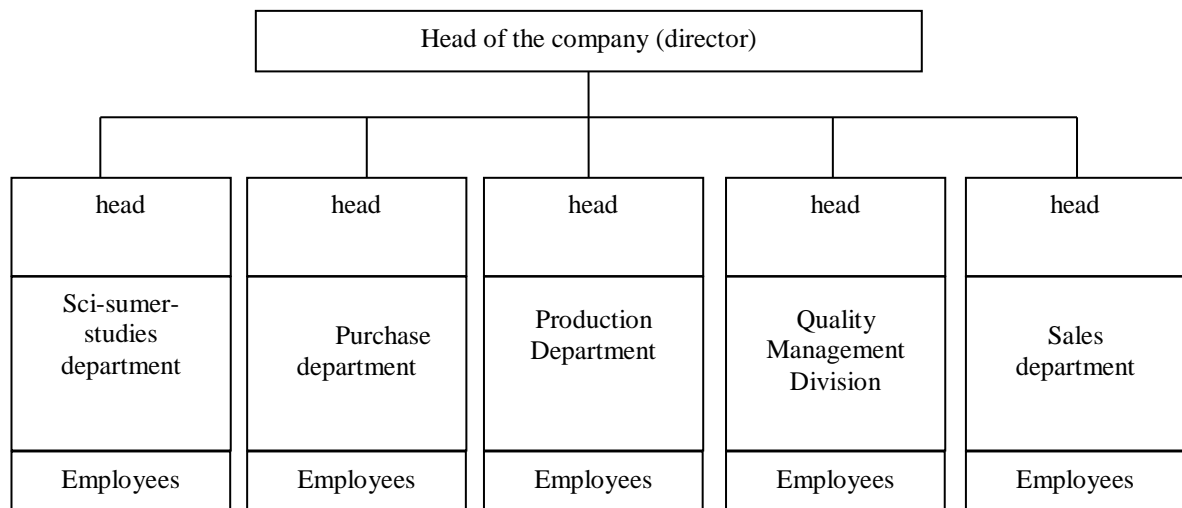 Head of the company (director)
head
head
head
head
head
Sci-sumer-
studies
department
Purchase
department
Production
Department
Quality
Management
Division
Sales
department
Employees
Employees
Employees
Employees
Employees